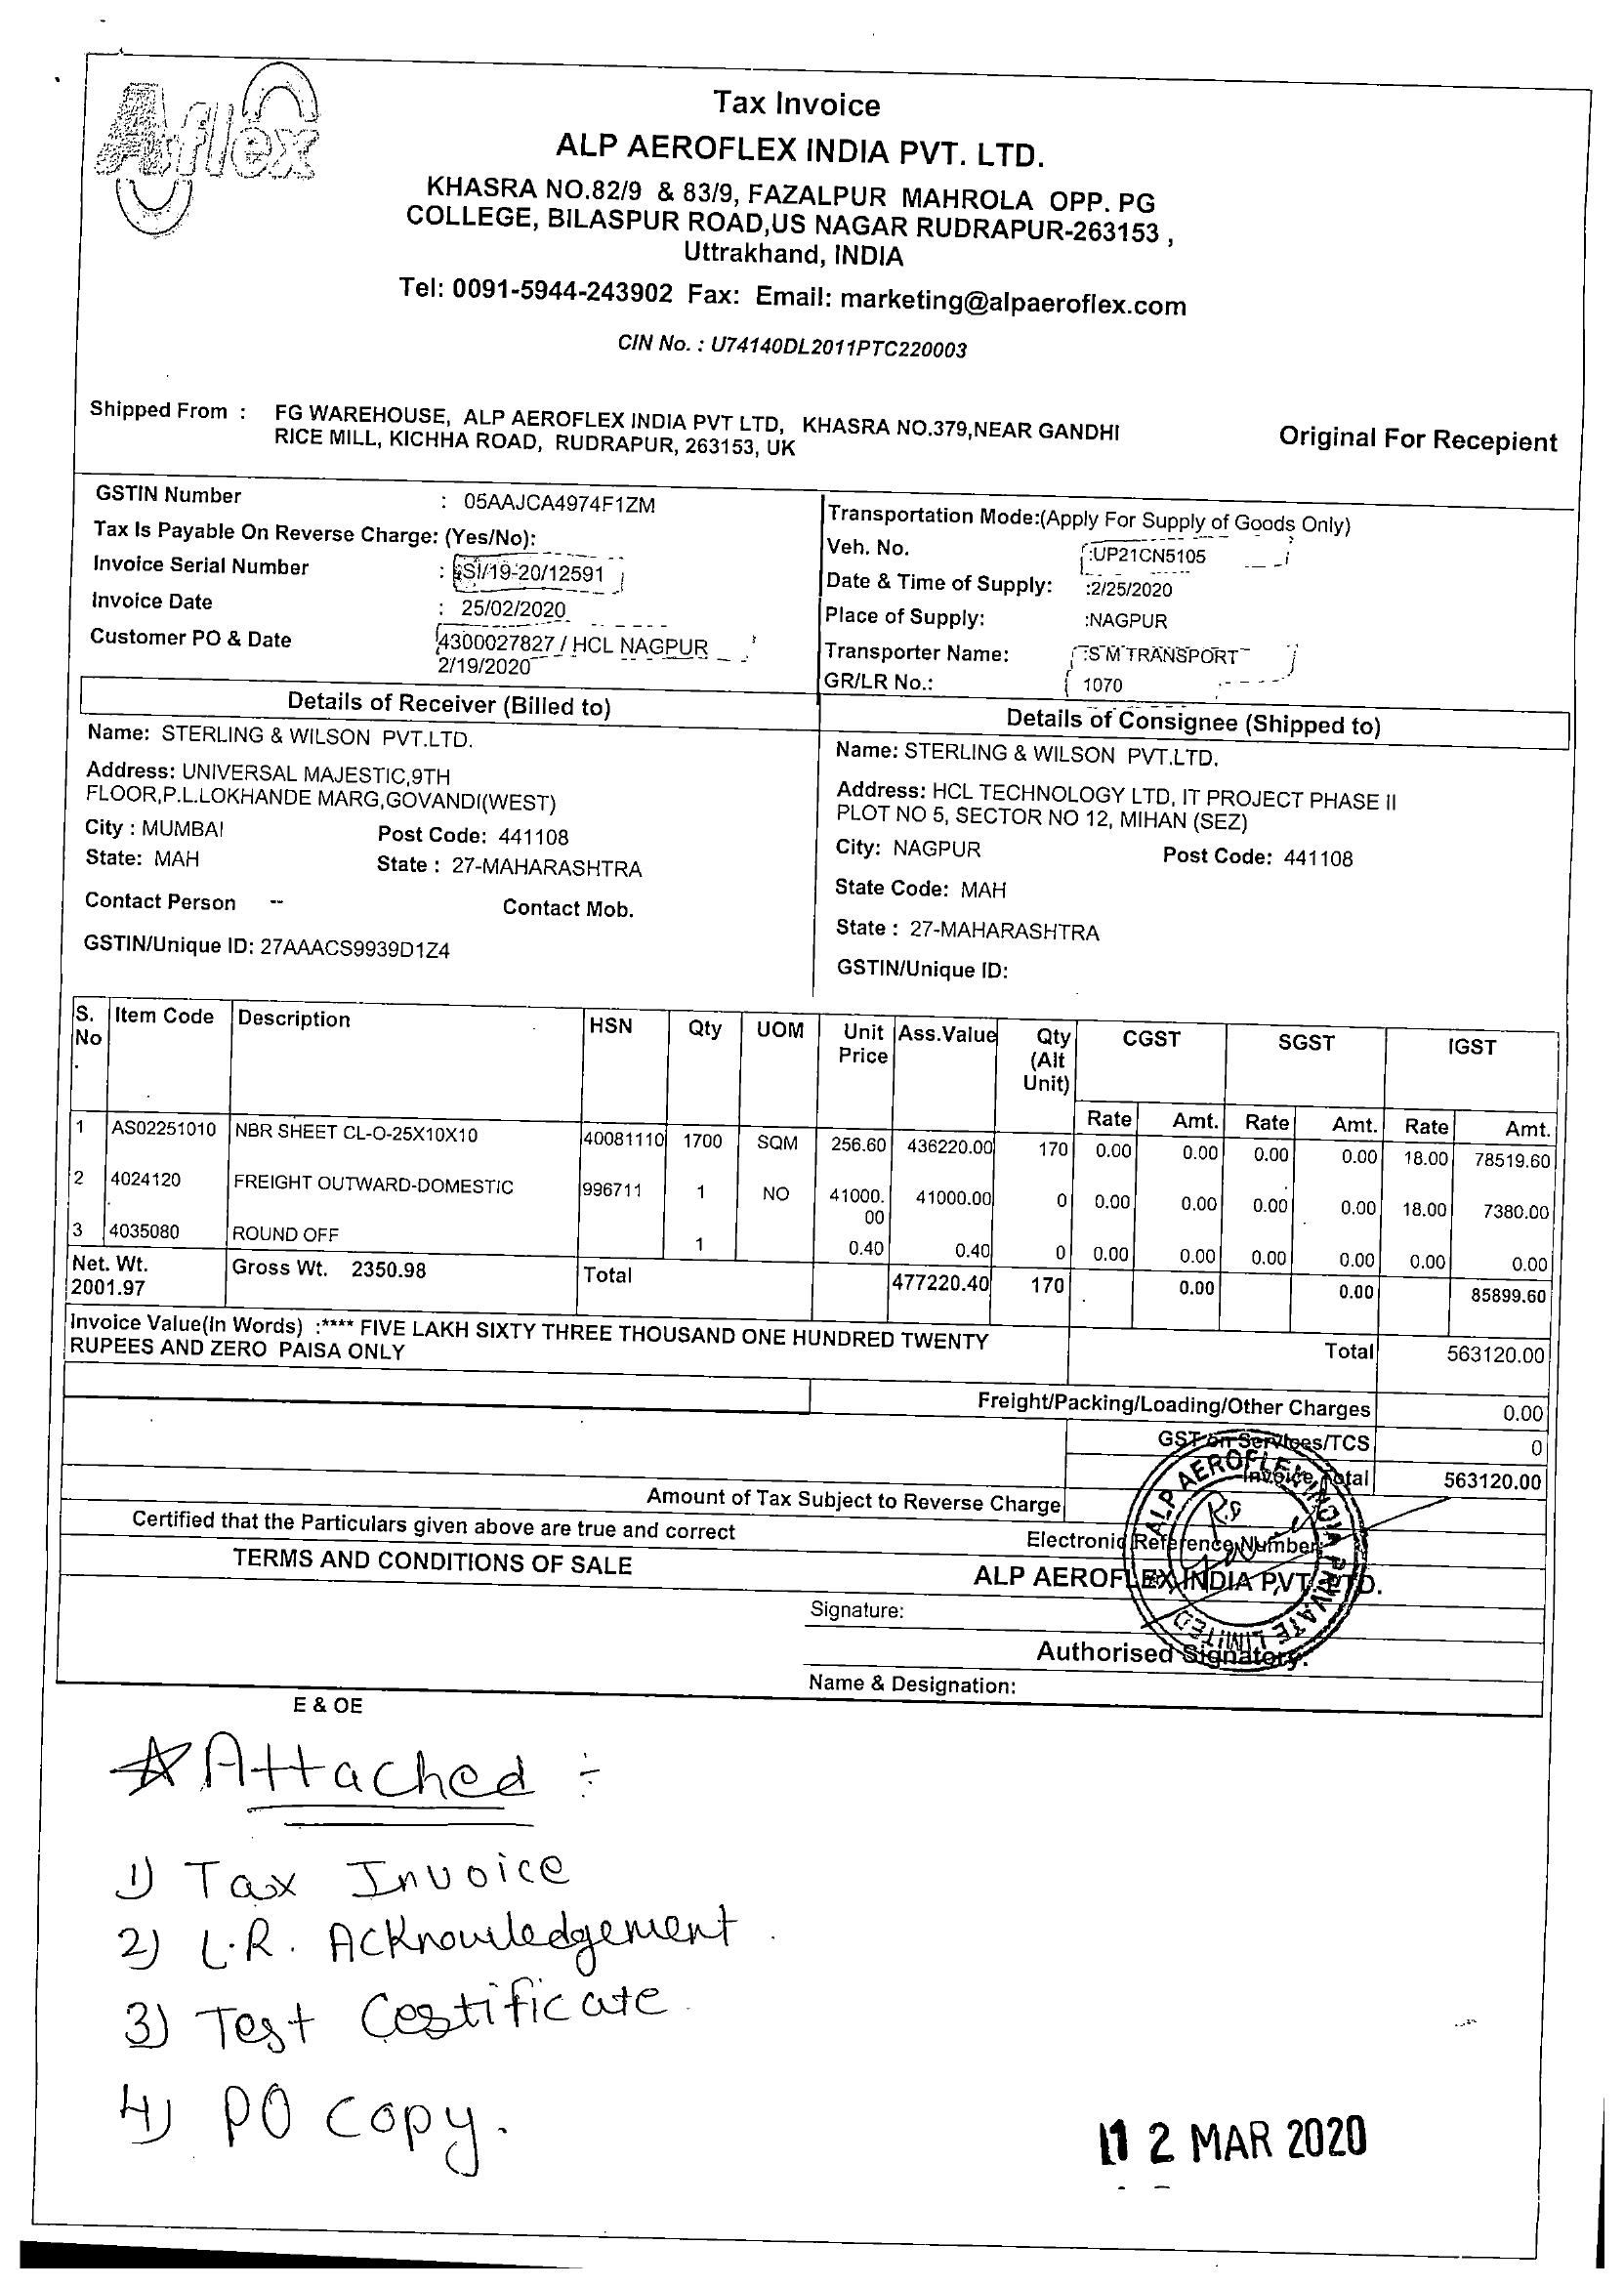 Aflex
Tax Invoice
ALP AEROFLEX INDIA PVT. LTD.
KHASRA NO.82/9 & 83/9, FAZALPUR MAHROLA OPP. PG
COLLEGE, BILASPUR ROAD,US NAGAR RUDRAPUR-263153 ,
Uttrakhand, INDIA
Tel: 0091-5944-243902 Fax: Email: marketing@alpaeroflex.com
CIN No. : U74140DL2011PTC220003
Shipped From : FG WAREHOUSE, ALP AEROFLEX INDIA PVT LTD, KHASRA NO.379,NEAR GANDHI
RICE MILL, KICHHA ROAD, RUDRAPUR, 263153, UK
Original For Recepient
GSTIN Number : 05AAJCA4974F1ZM
Tax Is Payable On Reverse Charge: (Yes/No):
Invoice Serial Number : SI/19-20/12591
Invoice Date : 25/02/2020
Customer PO & Date 4300027827 / HCL NAGPUR
2/19/2020
Transportation Mode:(Apply For Supply of Goods Only)
Veh. No. :UP21CN5105
Date & Time of Supply: :2/25/2020
Place of Supply: :NAGPUR
Transporter Name: :S M TRANSPORT
GR/LR No.: 1070
Details of Receiver (Billed to)
Name: STERLING & WILSON PVT.LTD.
Address: UNIVERSAL MAJESTIC,9TH
FLOOR,P.L.LOKHANDE MARG,GOVANDI(WEST)
City : MUMBAI Post Code: 441108
State: MAH State : 27-MAHARASHTRA
Contact Person -- Contact Mob.
GSTIN/Unique ID: 27AAACS9939D1Z4
Details of Consignee (Shipped to)
Name: STERLING & WILSON PVT.LTD.
Address: HCL TECHNOLOGY LTD, IT PROJECT PHASE II
PLOT NO 5, SECTOR NO 12, MIHAN (SEZ)
City: NAGPUR Post Code: 441108
State Code: MAH
State : 27-MAHARASHTRA
GSTIN/Unique ID:
S. No. Item Code Description HSN Qty UOM Unit Price Ass.Value Qty (Alt Unit) CGST SGST IGST
Rate Amt. Rate Amt. Rate Amt.
1 AS02251010 NBR SHEET CL-O-25X10X10 40081110 1700 SQM 256.60 436220.00 170 0.00 0.00 0.00 0.00 18.00 78519.60
2 4024120 FREIGHT OUTWARD-DOMESTIC 996711 1 NO 41000.00 41000.00 0 0.00 0.00 0.00 0.00 18.00 7380.00
3 4035080 ROUND OFF 1 0.40 0.40 0 0.00 0.00 0.00 0.00 0.00 0.00
Net. Wt. 2001.97 Gross Wt. 2350.98 Total 477220.40 170 0.00 0.00 85899.60
Invoice Value(In Words) :**** FIVE LAKH SIXTY THREE THOUSAND ONE HUNDRED TWENTY
RUPEES AND ZERO PAISA ONLY
Total 563120.00
Freight/Packing/Loading/Other Charges 0.00
GST on Services/TCS 0
Invoice Total 563120.00
Amount of Tax Subject to Reverse Charge
Certified that the Particulars given above are true and correct
Electronic Reference Number:
TERMS AND CONDITIONS OF SALE
ALP AEROFLEX INDIA PVT. LTD.
ALP AEROFLEX INDIA PRIVATE LIMITED
Signature:
Authorised Signatory.
Name & Designation:
E & OE
Attached :-
1) Tax Invoice
2) L.R. Acknowledgement.
3) Test Certificate.
4) PO Copy.
12 MAR 2020